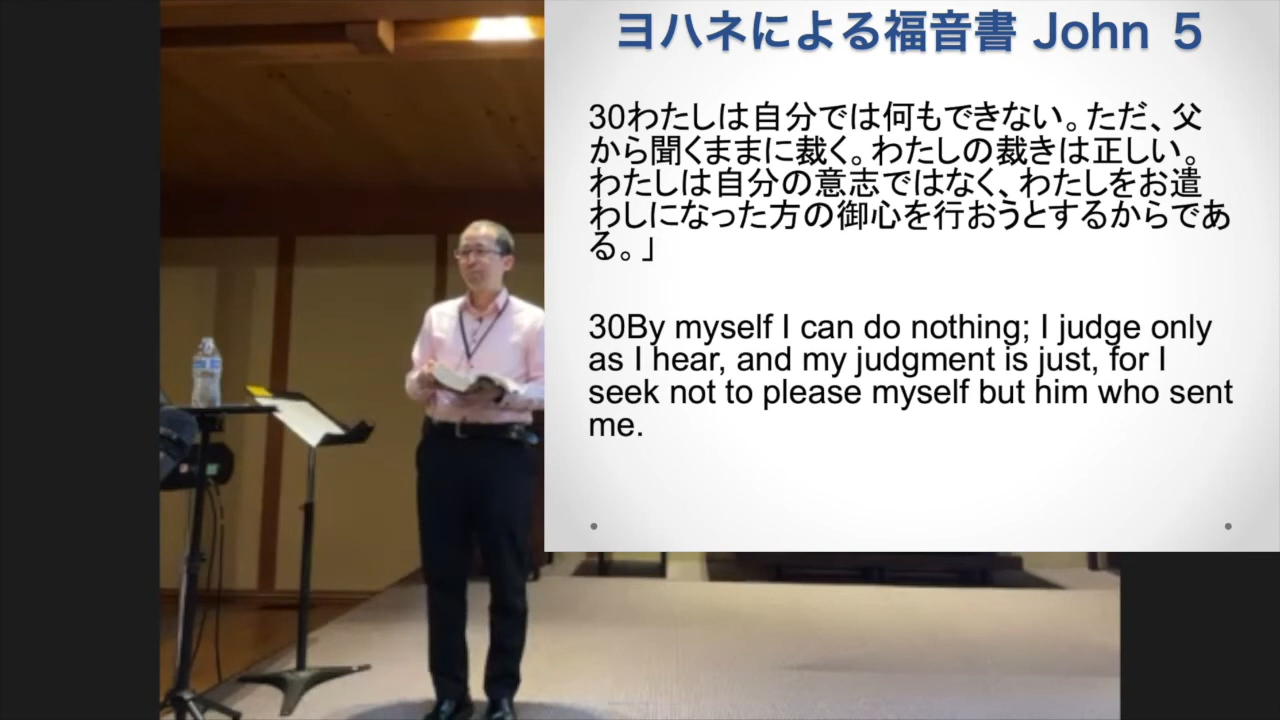 ヨハネによる福音書 John 5
30わたしは自分では何もできない。ただ、父
から聞くままに裁く。わたしの裁きは正しい。
わたしは自分の意志ではなく、わたしをお遣
わしになった方の御心を行おうとするからであ
る。」
30By myself I can do nothing; I judge only
as I hear, and my judgment is just, for I
seek not to please myself but him who sent
me.